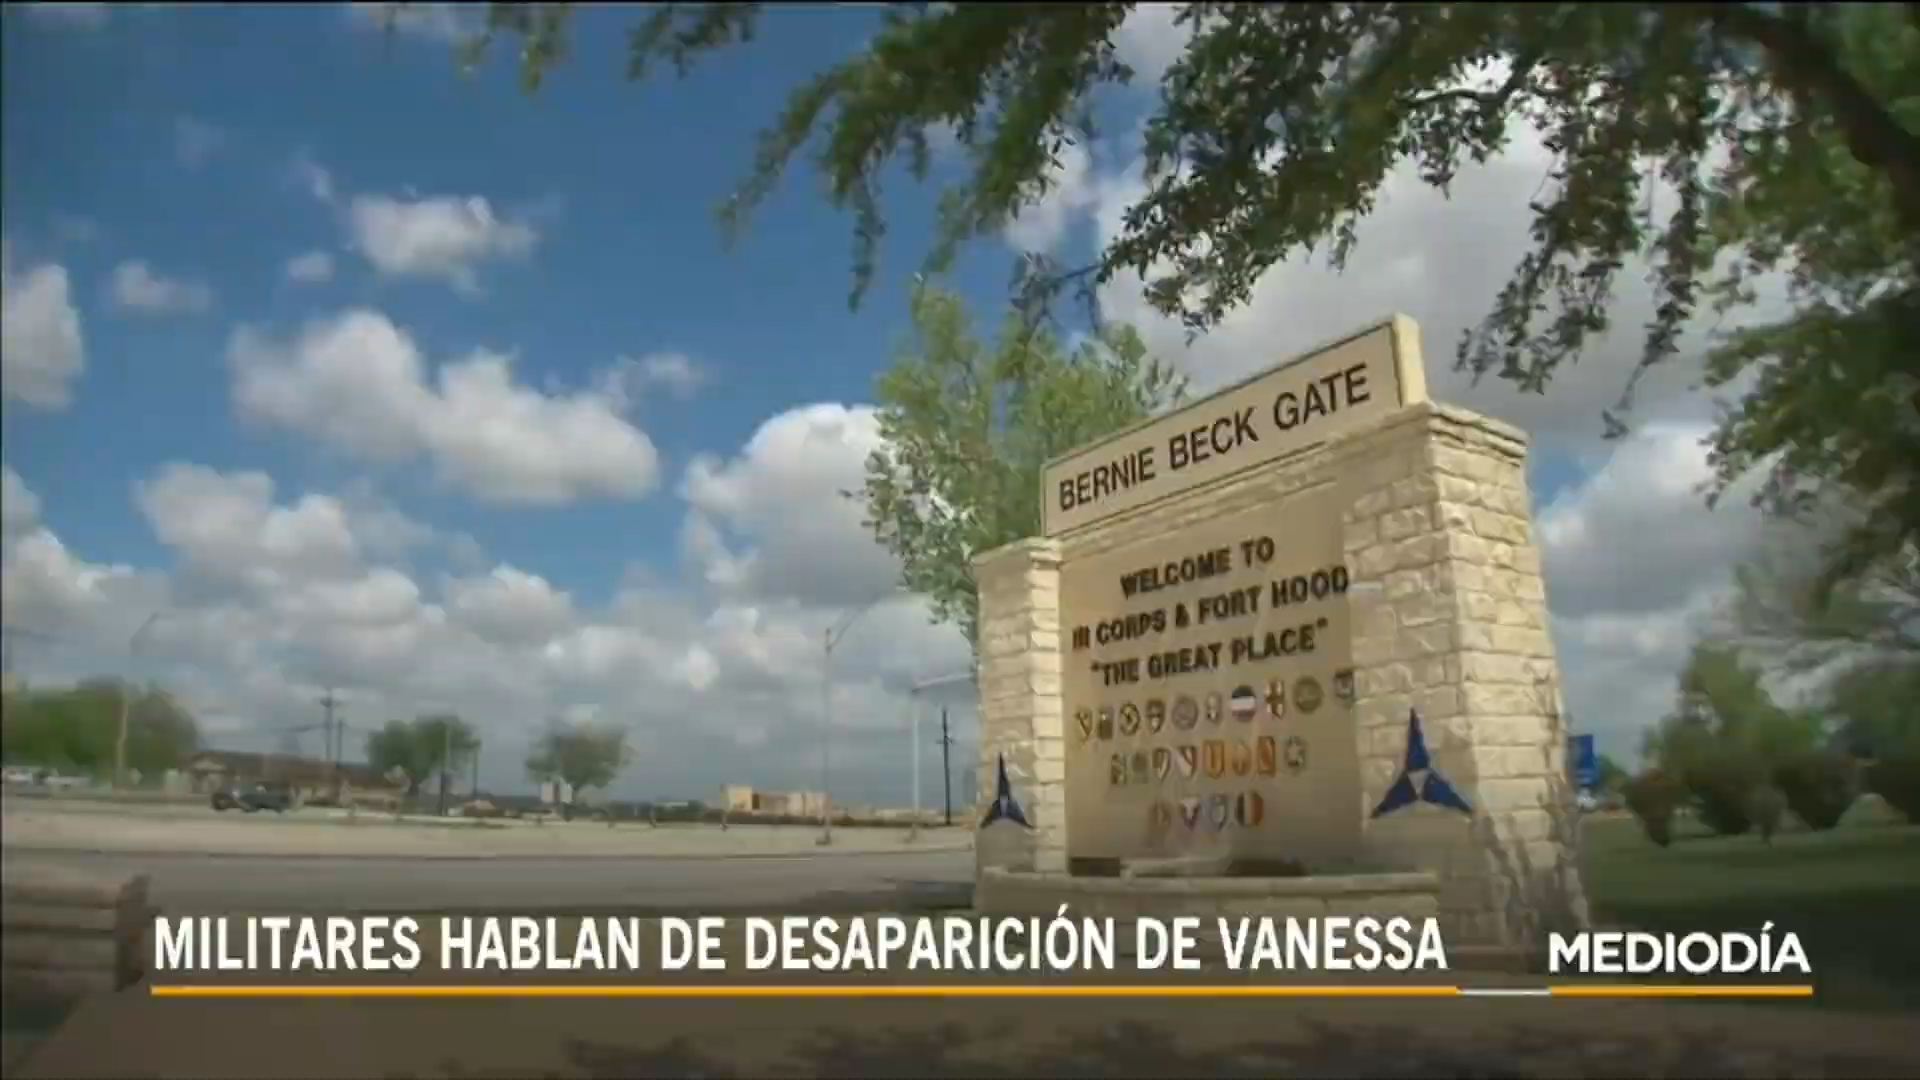 BERNIE BECK GATE
WELCOME TO
III CORPS & FORT HOOD
"THE GREAT PLACE"
MILITARES HABLAN DE DESAPARICIÓN DE VANESSA
MEDIODÍA